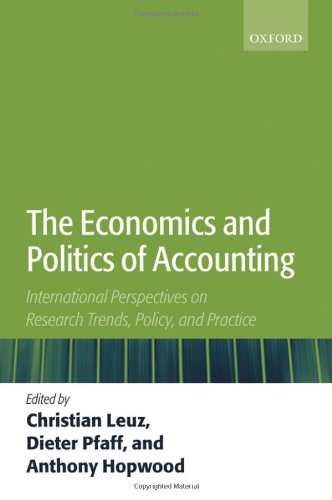 OXFORD
The Economics and
Politics of Accounting
International Perspectives on
Research Trends, Policy, and Practice
Edited by
Christian Leuz,
Dieter Pfaff, and
Anthony Hopwood